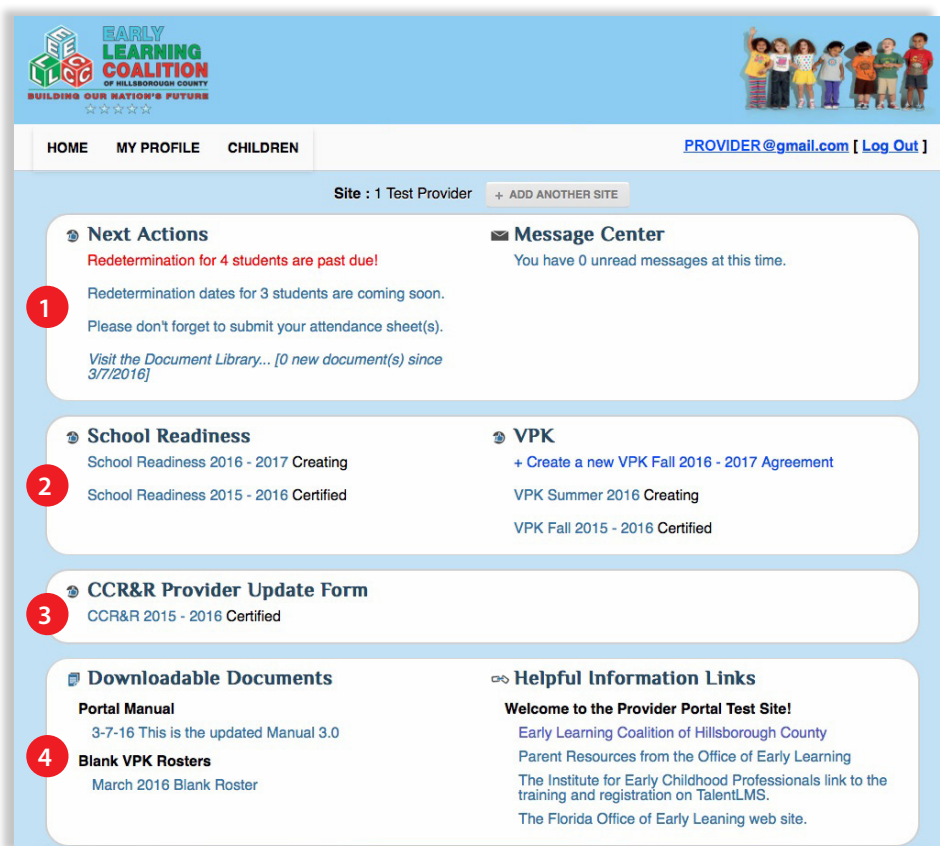 EARLY
LEARNING
COALITION
OF HILLSBOROUGH COUNTY
ELCC
BUILDING OUR NATION'S FUTURE
HOME MY PROFILE CHILDREN
PROVIDER@gmail.com [ Log Out ]
Site : 1 Test Provider + ADD ANOTHER SITE
1
Next Actions
Redetermination for 4 students are past due!
Redetermination dates for 3 students are coming soon.
Please don't forget to submit your attendance sheet(s).
Visit the Document Library... [0 new document(s) since
3/7/2016]
Message Center
You have 0 unread messages at this time.
2
School Readiness
School Readiness 2016 - 2017 Creating
School Readiness 2015 - 2016 Certified
VPK
+ Create a new VPK Fall 2016 - 2017 Agreement
VPK Summer 2016 Creating
VPK Fall 2015 - 2016 Certified
3
CCR&R Provider Update Form
CCR&R 2015 - 2016 Certified
4
Downloadable Documents
Portal Manual
3-7-16 This is the updated Manual 3.0
Blank VPK Rosters
March 2016 Blank Roster
Helpful Information Links
Welcome to the Provider Portal Test Site!
Early Learning Coalition of Hillsborough County
Parent Resources from the Office of Early Learning
The Institute for Early Childhood Professionals link to the
training and registration on TalentLMS.
The Florida Office of Early Leaning web site.